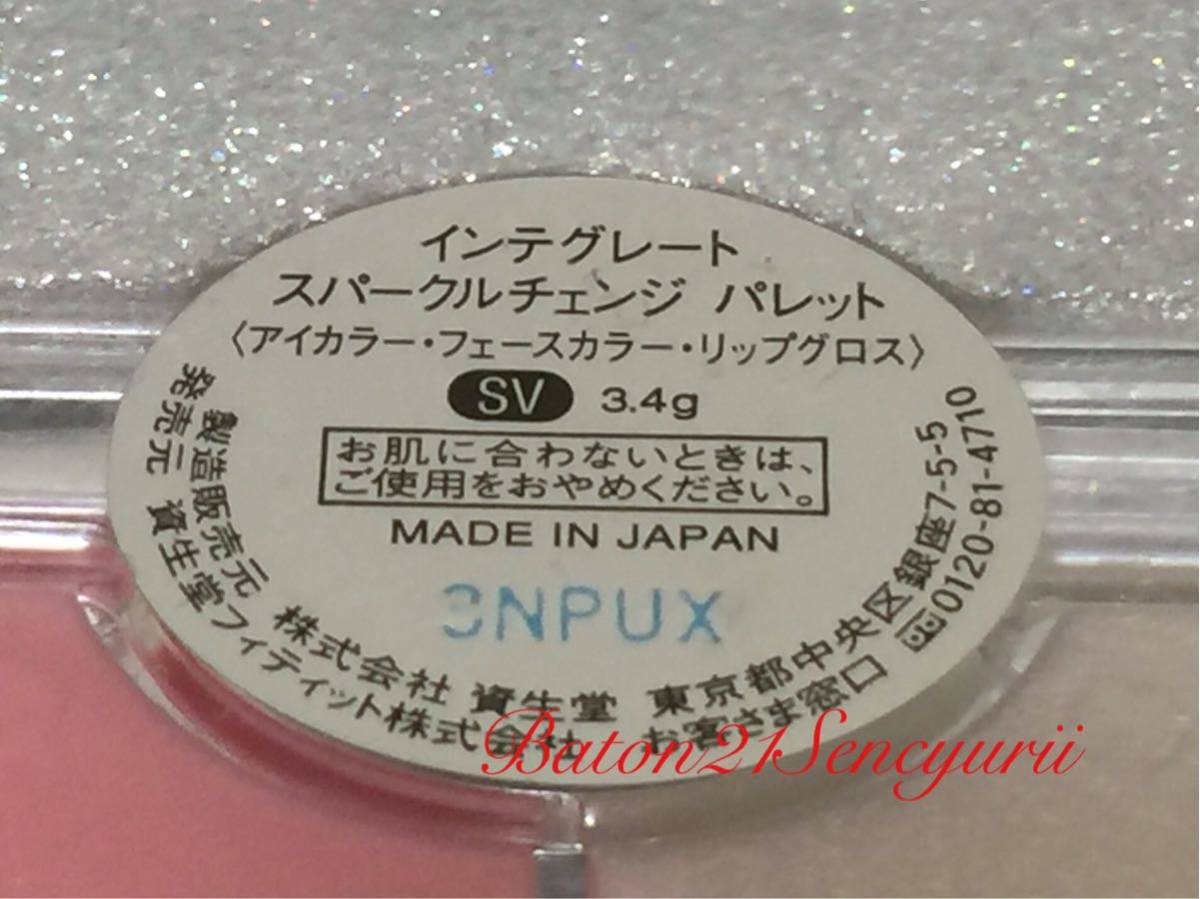 インテグレート
スパークルチェンジ パレット
〈アイカラー・フェースカラー・リップグロス〉
SV 3.4g
お肌に合わないときは、
ご使用をおやめください。
MADE IN JAPAN
3NPUX
製造販売元 株式会社 資生堂 東京都中央区銀座7-5-5
発売元 資生堂フィティット株式会社 お客さま窓口 0120-81-4710
Baton21Sencyurii